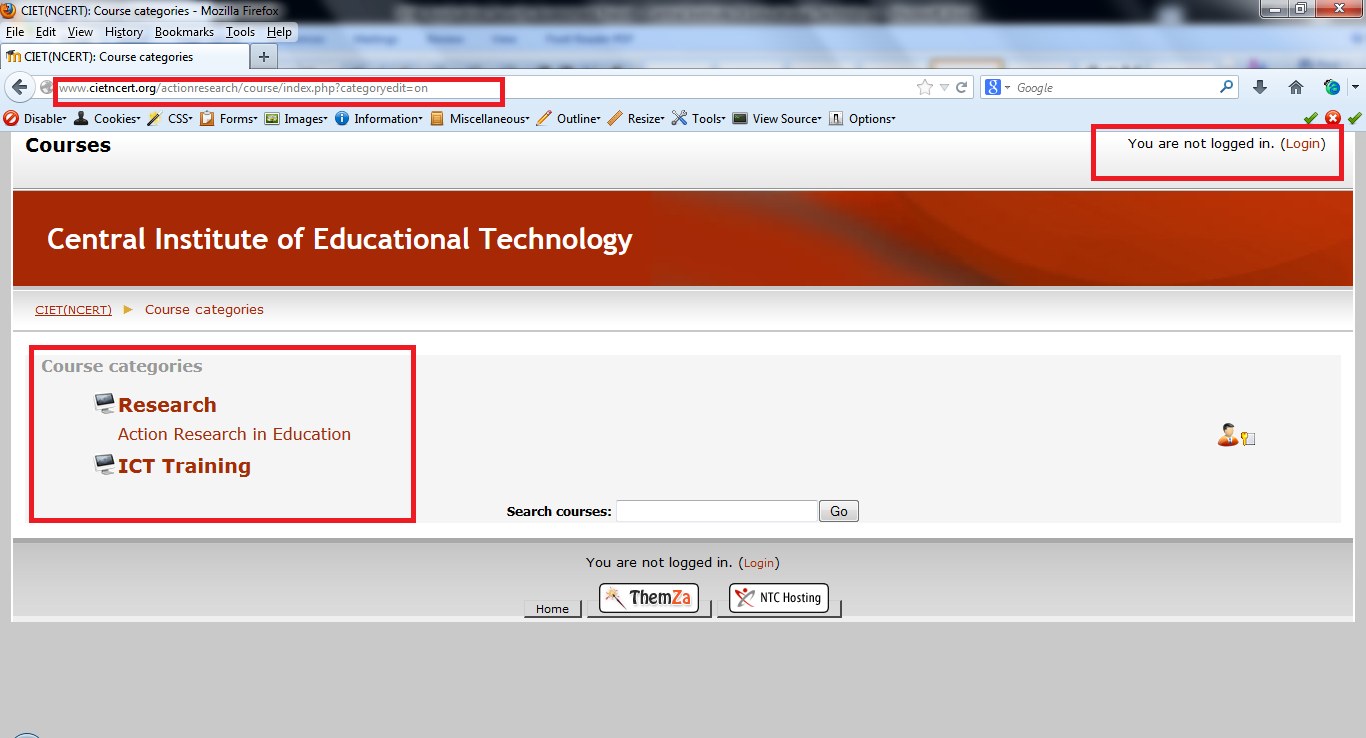 CIET(NCERT): Course categories - Mozilla Firefox
File Edit View History Bookmarks Tools Help
CIET(NCERT): Course categories +
www.cietncert.org/actionresearch/course/index.php?categoryedit=on Google
Disable Cookies CSS Forms Images Information Miscellaneous Outline Resize Tools View Source Options
Courses You are not logged in. (Login)
Central Institute of Educational Technology
CIET(NCERT) ► Course categories
Course categories
Research
Action Research in Education
ICT Training
Search courses: Go
You are not logged in. (Login)
Home ThemZa NTC Hosting